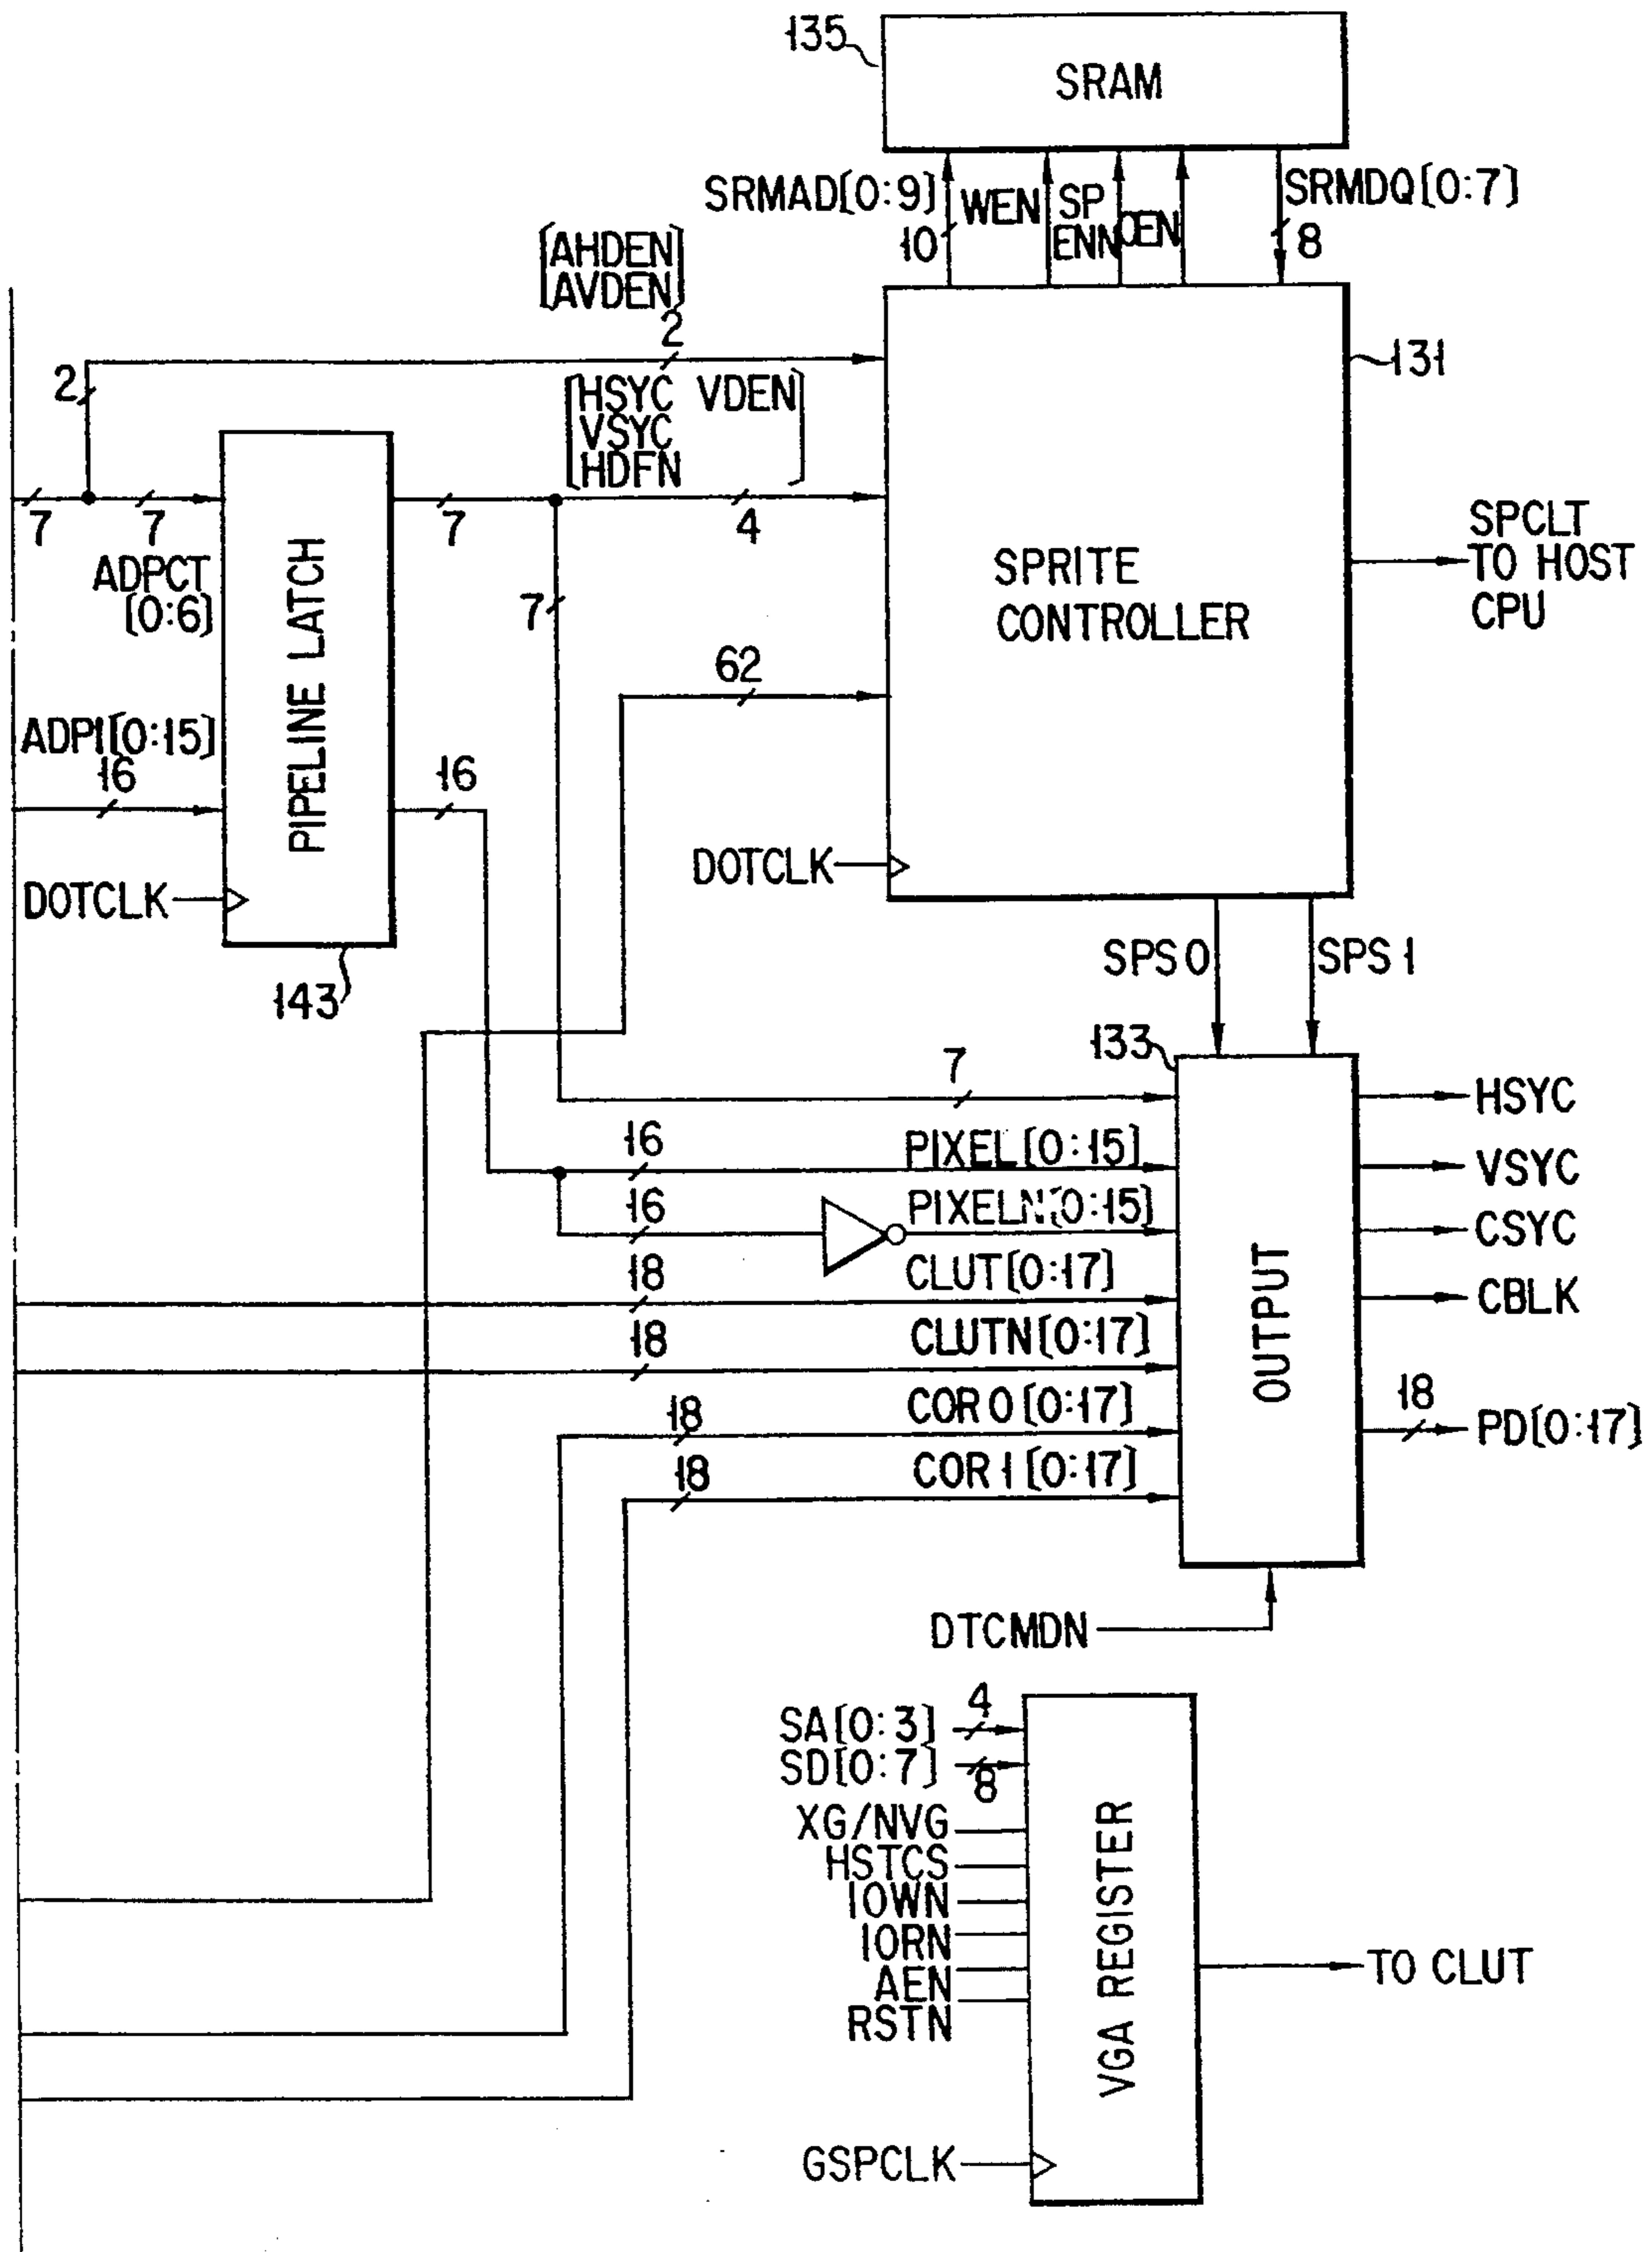 135
SRAM
SRMAD[0:9]
10
WEN
SP
ENN
OEN
SRMDQ[0:7]
8
[AHDEN]
[AVDEN]
2
2
131
[HSYC VDEN]
VSYC
HDFN
7
7
7
4
ADPCT
[0:6]
PIPELINE LATCH
7
SPRITE
CONTROLLER
SPCLT
TO HOST
CPU
62
ADPI[0:15]
16
16
DOTCLK
DOTCLK
143
SPS0
SPS1
133
7
HSYC
16
PIXEL[0:15]
VSYC
16
PIXELN[0:15]
CSYC
18
CLUT[0:17]
CBLK
18
CLUTN[0:17]
OUTPUT
18
COR0[0:17]
18
PD[0:17]
18
COR1[0:17]
DTCMDN
SA[0:3]
4
SD[0:7]
8
XG/NVG
HSTCS
IOWN
IORN
AEN
RSTN
VGA REGISTER
TO CLUT
GSPCLK